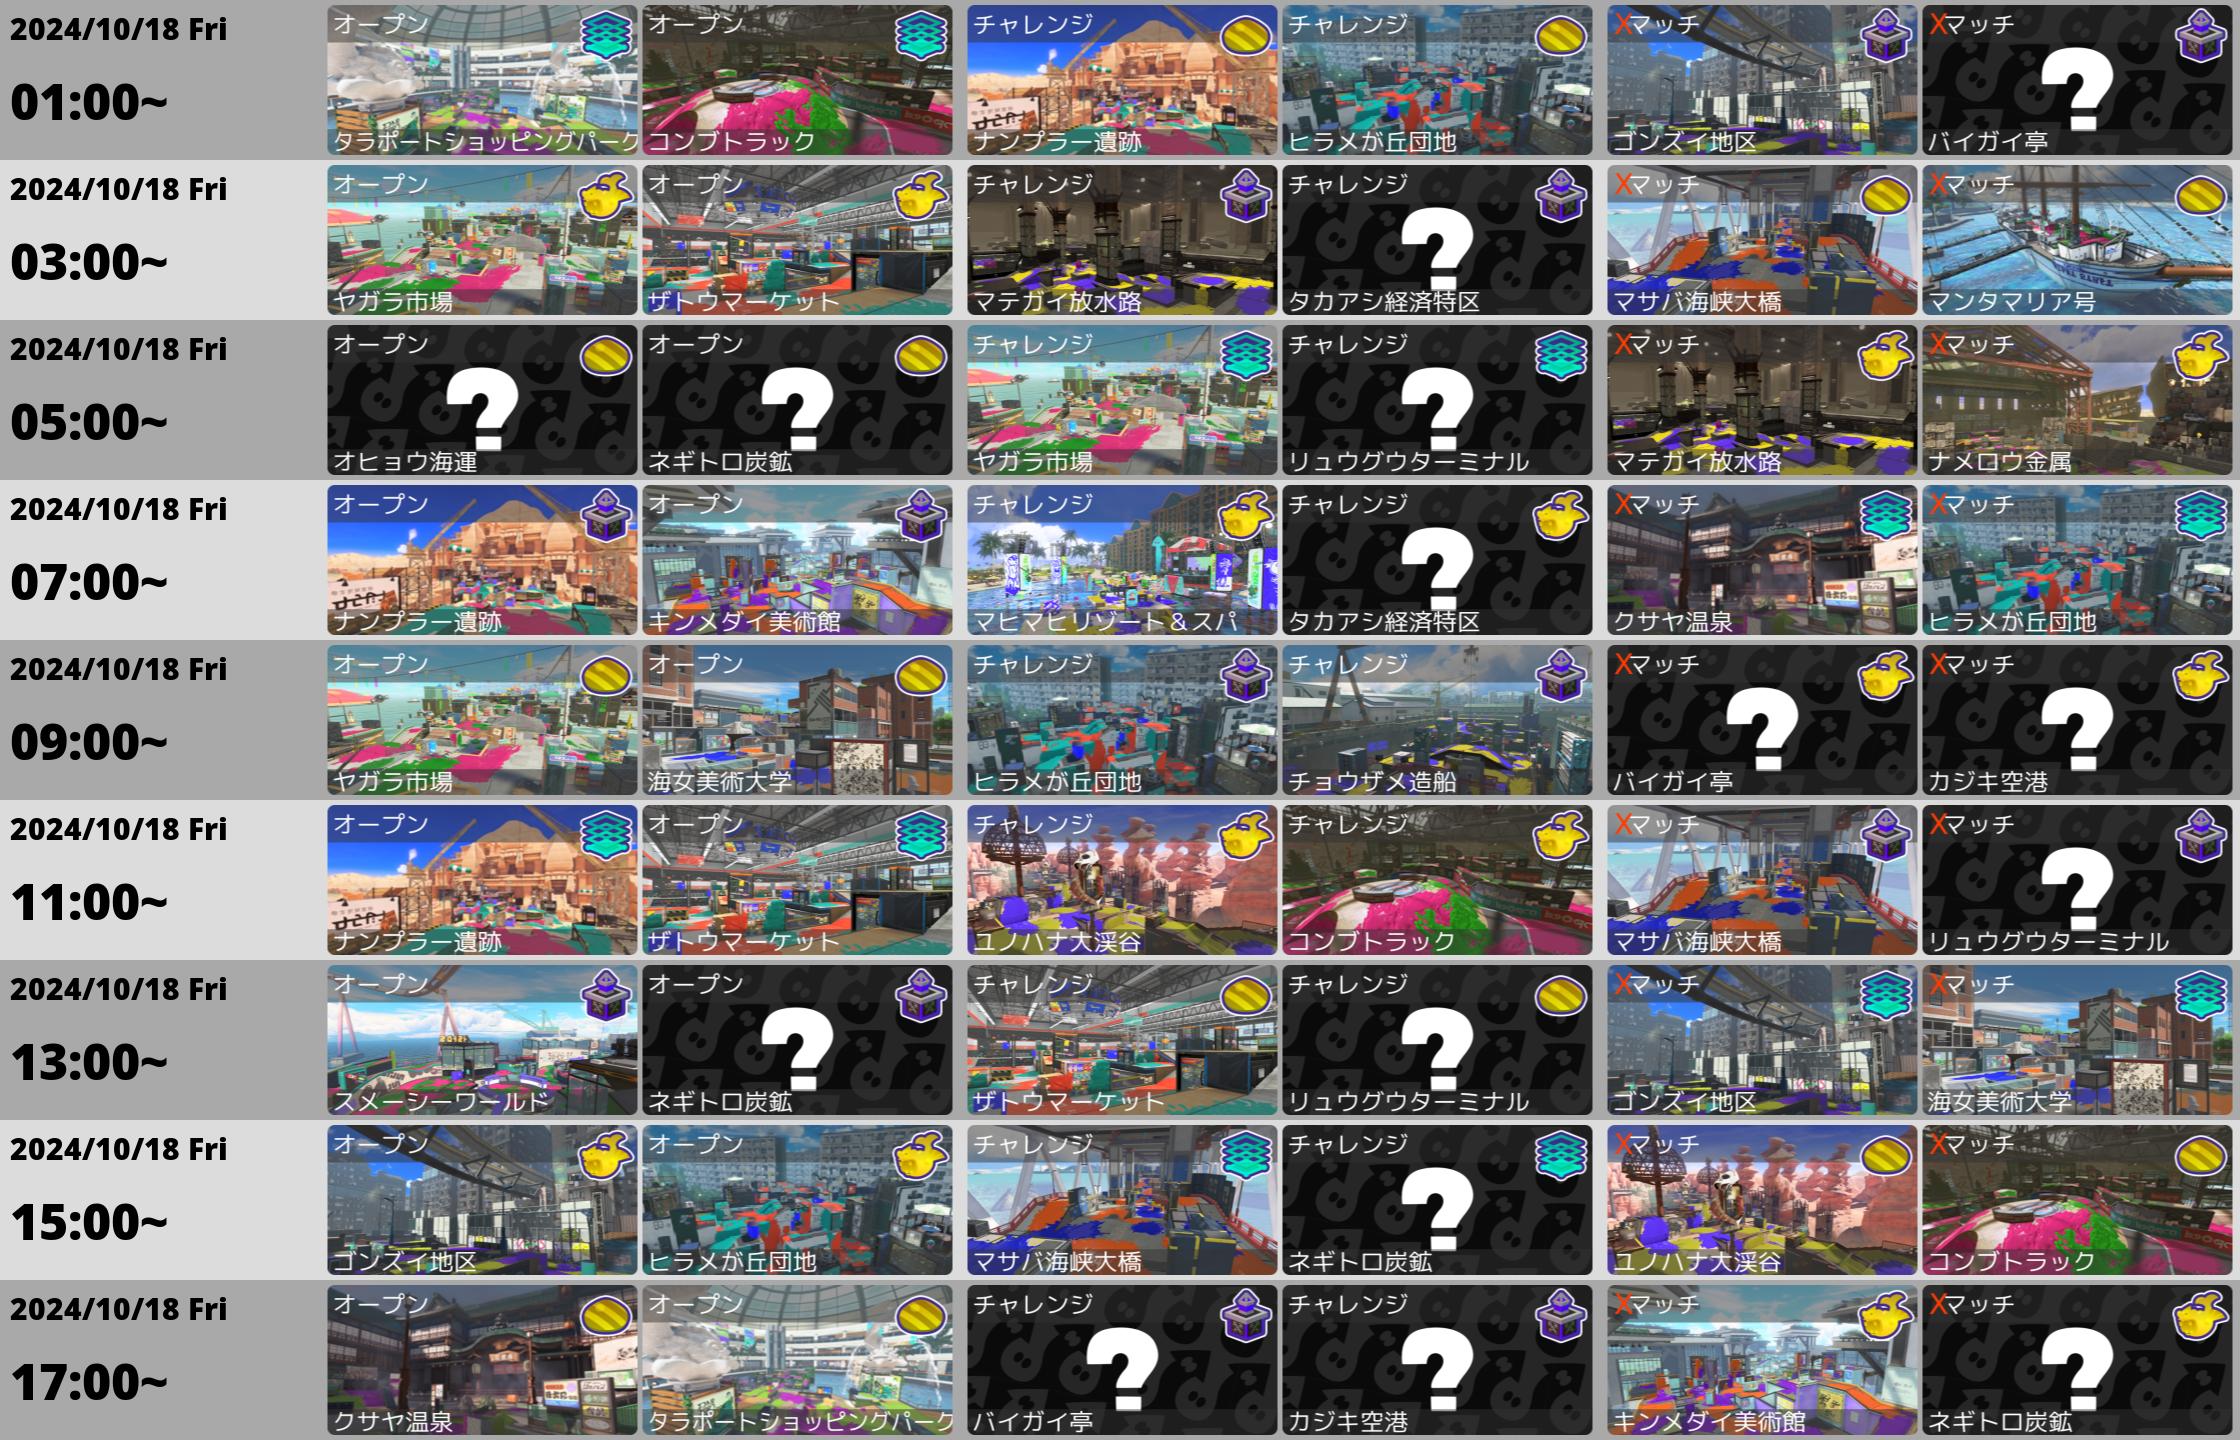 2024/10/18 Fri
01:00~
オープン
タラポートショッピングパーク
オープン
コンブトラック
チャレンジ
ナンプラー遺跡
チャレンジ
ヒラメが丘団地
Xマッチ
ゴンズイ地区
Xマッチ
?
バイガイ亭
2024/10/18 Fri
03:00~
オープン
ヤガラ市場
オープン
ザトウマーケット
チャレンジ
マテガイ放水路
チャレンジ
?
タカアシ経済特区
Xマッチ
マサバ海峡大橋
Xマッチ
マンタマリア号
2024/10/18 Fri
05:00~
オープン
?
オヒョウ海運
オープン
?
ネギトロ炭鉱
チャレンジ
ヤガラ市場
チャレンジ
?
リュウグウターミナル
Xマッチ
マテガイ放水路
Xマッチ
ナメロウ金属
2024/10/18 Fri
07:00~
オープン
ナンプラー遺跡
オープン
キンメダイ美術館
チャレンジ
マヒマヒリゾート&スパ
チャレンジ
?
タカアシ経済特区
Xマッチ
クサヤ温泉
Xマッチ
ヒラメが丘団地
2024/10/18 Fri
09:00~
オープン
ヤガラ市場
オープン
海女美術大学
チャレンジ
ヒラメが丘団地
チャレンジ
チョウザメ造船
Xマッチ
?
バイガイ亭
Xマッチ
?
カジキ空港
2024/10/18 Fri
11:00~
オープン
ナンプラー遺跡
オープン
ザトウマーケット
チャレンジ
ユノハナ大渓谷
チャレンジ
コンブトラック
Xマッチ
マサバ海峡大橋
Xマッチ
?
リュウグウターミナル
2024/10/18 Fri
13:00~
オープン
スメーシーワールド
オープン
?
ネギトロ炭鉱
チャレンジ
ザトウマーケット
チャレンジ
?
リュウグウターミナル
Xマッチ
ゴンズイ地区
Xマッチ
海女美術大学
2024/10/18 Fri
15:00~
オープン
ゴンズイ地区
オープン
ヒラメが丘団地
チャレンジ
マサバ海峡大橋
チャレンジ
?
ネギトロ炭鉱
Xマッチ
ユノハナ大渓谷
Xマッチ
コンブトラック
2024/10/18 Fri
17:00~
オープン
クサヤ温泉
オープン
タラポートショッピングパーク
チャレンジ
?
バイガイ亭
チャレンジ
?
カジキ空港
Xマッチ
キンメダイ美術館
Xマッチ
?
ネギトロ炭鉱